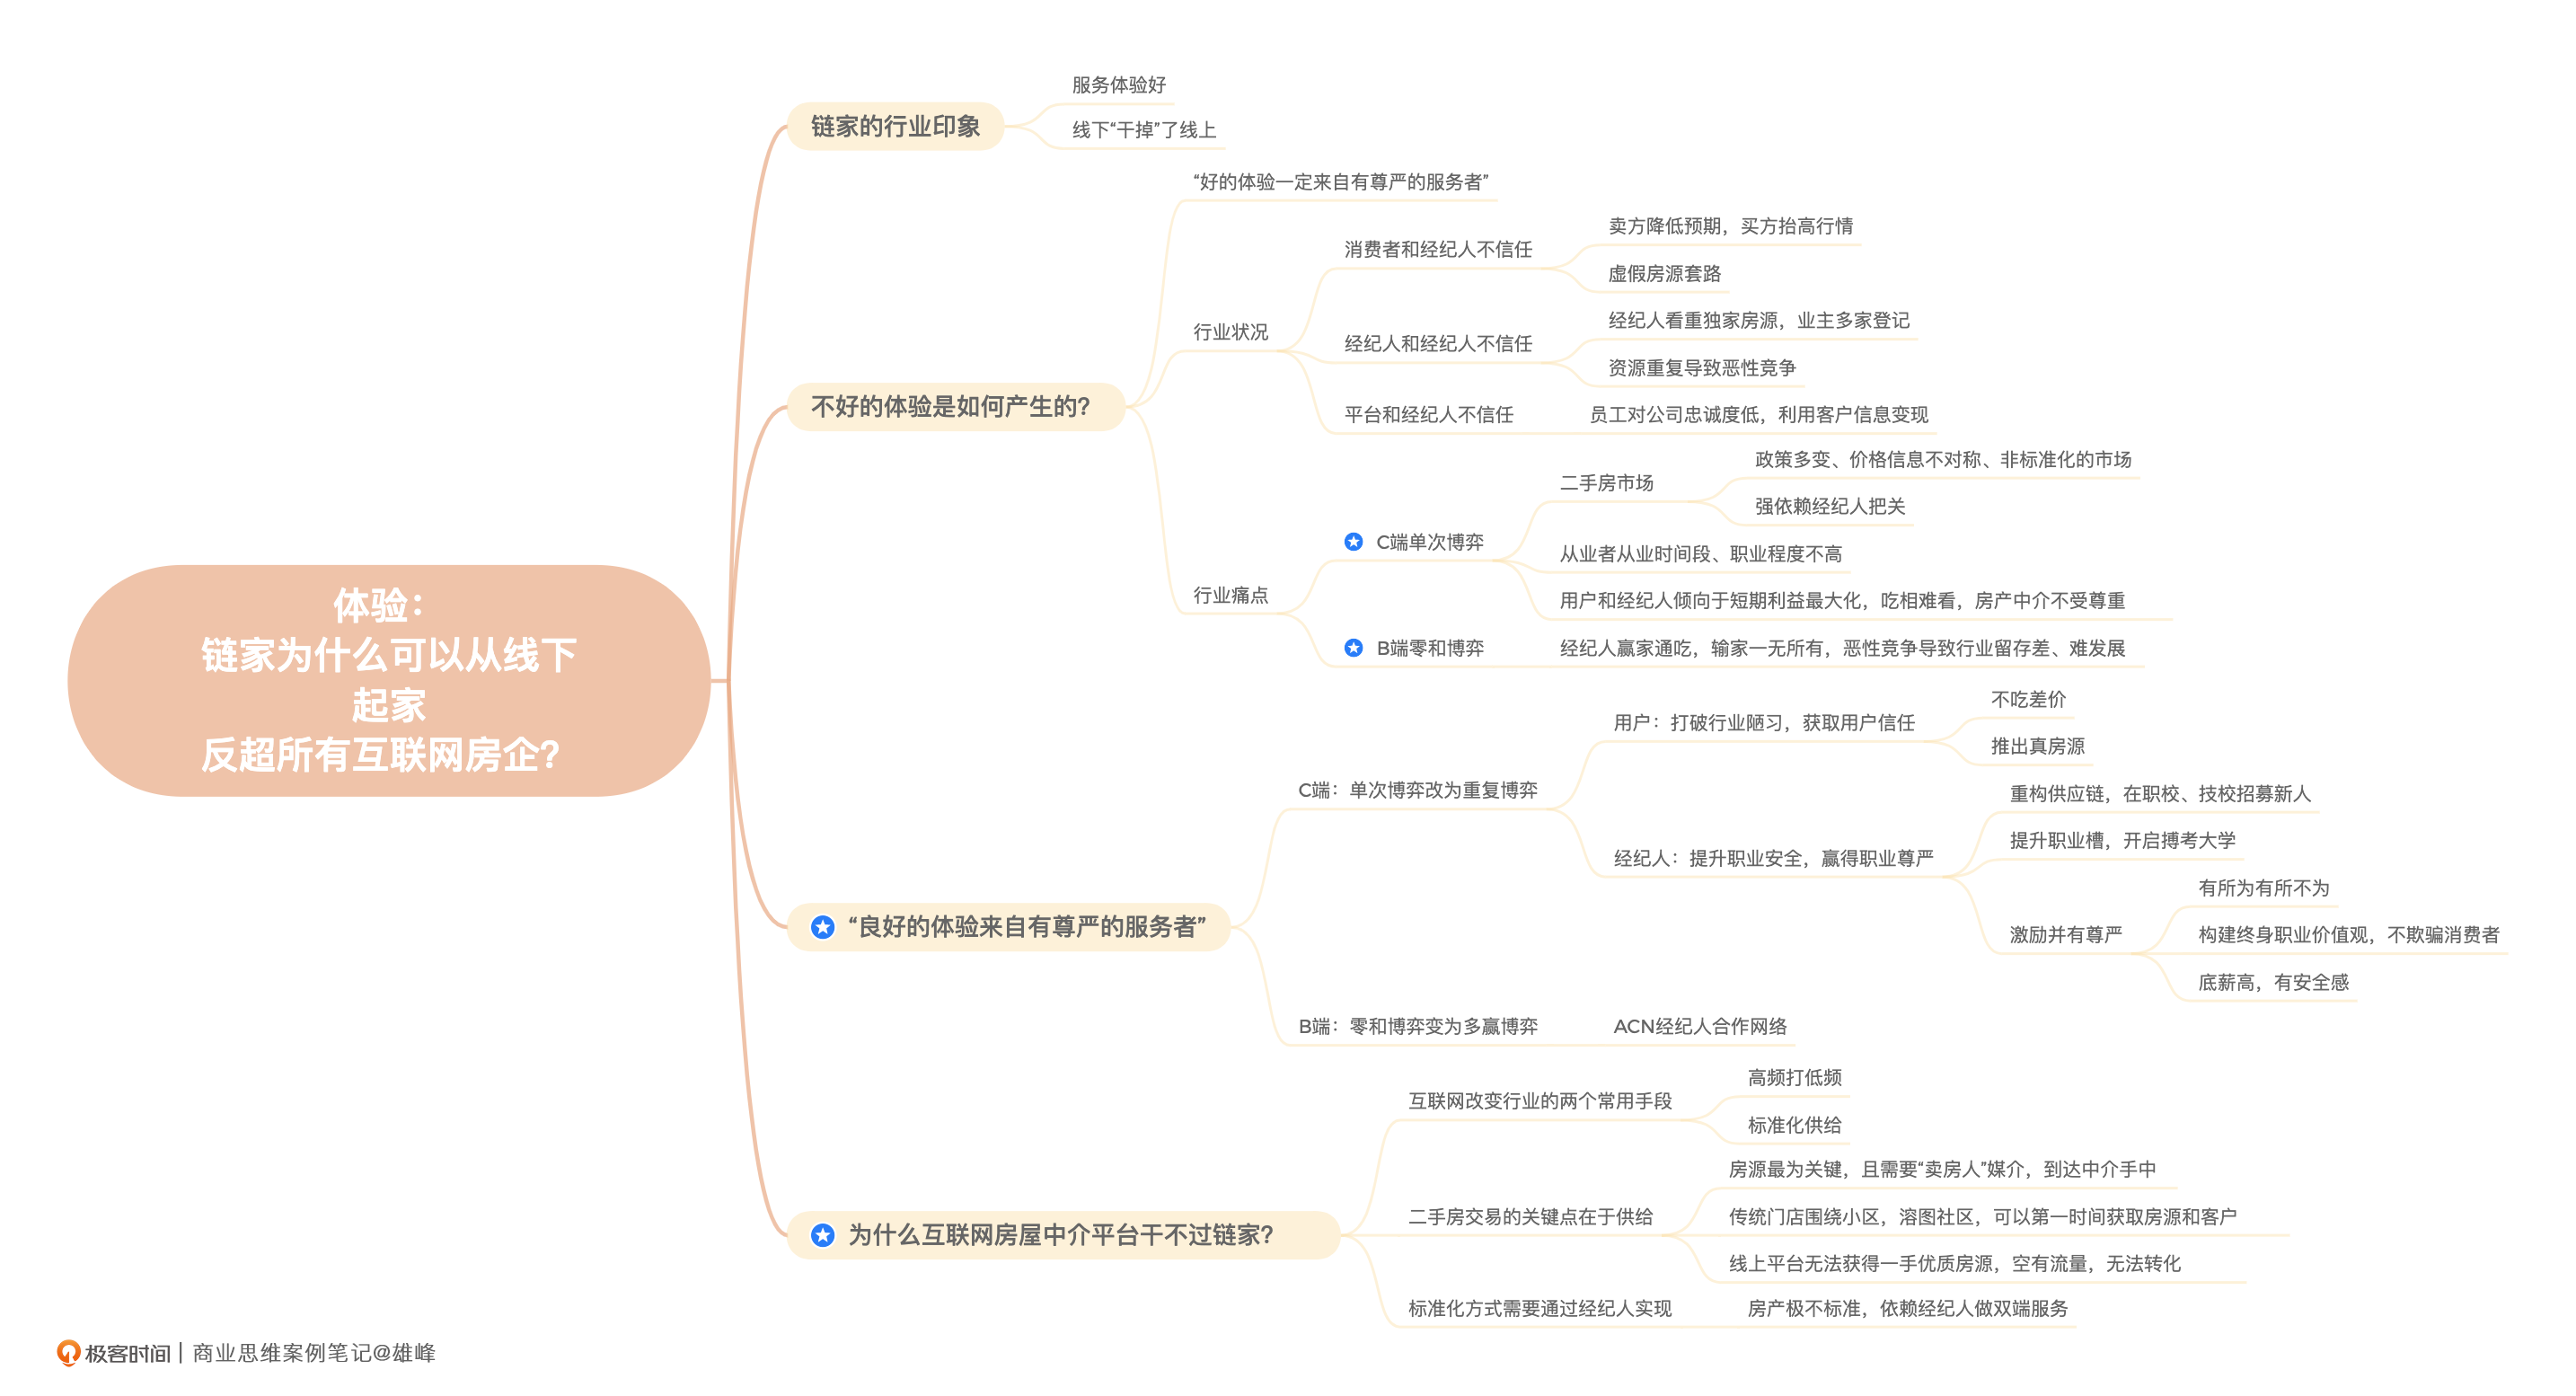 体验：
链家为什么可以从线下
起家
反超所有互联网房企？
链家的行业印象
服务体验好
线下“干掉”了线上
不好的体验是如何产生的？
“好的体验一定来自有尊严的服务者”
行业状况
消费者和经纪人不信任
卖方降低预期，买方抬高行情
虚假房源套路
经纪人和经纪人不信任
经纪人看重独家房源，业主多家登记
资源重复导致恶性竞争
平台和经纪人不信任
员工对公司忠诚度低，利用客户信息变现
行业痛点
C端单次博弈
二手房市场
政策多变、价格信息不对称、非标准化的市场
强依赖经纪人把关
从业者从业时间段、职业程度不高
用户和经纪人倾向于短期利益最大化，吃相难看，房产中介不受尊重
B端零和博弈
经纪人赢家通吃，输家一无所有，恶性竞争导致行业留存差、难发展
“良好的体验来自有尊严的服务者”
C端：单次博弈改为重复博弈
用户：打破行业陋习，获取用户信任
不吃差价
推出真房源
经纪人：提升职业安全，赢得职业尊严
重构供应链，在职校、技校招募新人
提升职业槽，开启搏考大学
激励并有尊严
有所为有所不为
构建终身职业价值观，不欺骗消费者
底薪高，有安全感
B端：零和博弈变为多赢博弈
ACN经纪人合作网络
为什么互联网房屋中介平台干不过链家？
互联网改变行业的两个常用手段
高频打低频
标准化供给
二手房交易的关键点在于供给
房源最为关键，且需要“卖房人”媒介，到达中介手中
传统门店围绕小区，溶图社区，可以第一时间获取房源和客户
线上平台无法获得一手优质房源，空有流量，无法转化
标准化方式需要通过经纪人实现
房产极不标准，依赖经纪人做双端服务
极客时间 | 商业思维案例笔记@雄峰